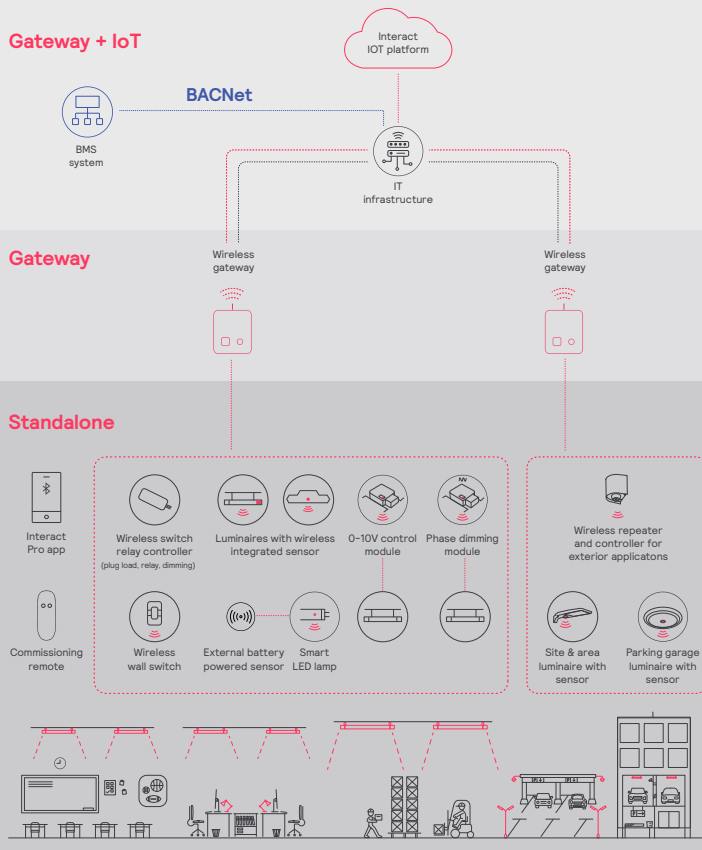 Gateway + IoT
Interact
IOT platform
BACNet
BMS
system
IT
infrastructure
Gateway
Wireless
gateway
Wireless
gateway
Standalone
Interact
Pro app
Wireless switch
relay controller
(plug load, relay, dimming)
Luminaires with wireless
integrated sensor
0-10V control
module
Phase dimming
module
Wireless repeater
and controller for
exterior applicatons
Commissioning
remote
Wireless
wall switch
External battery
powered sensor
Smart
LED lamp
Site & area
luminaire with
sensor
Parking garage
luminaire with
sensor